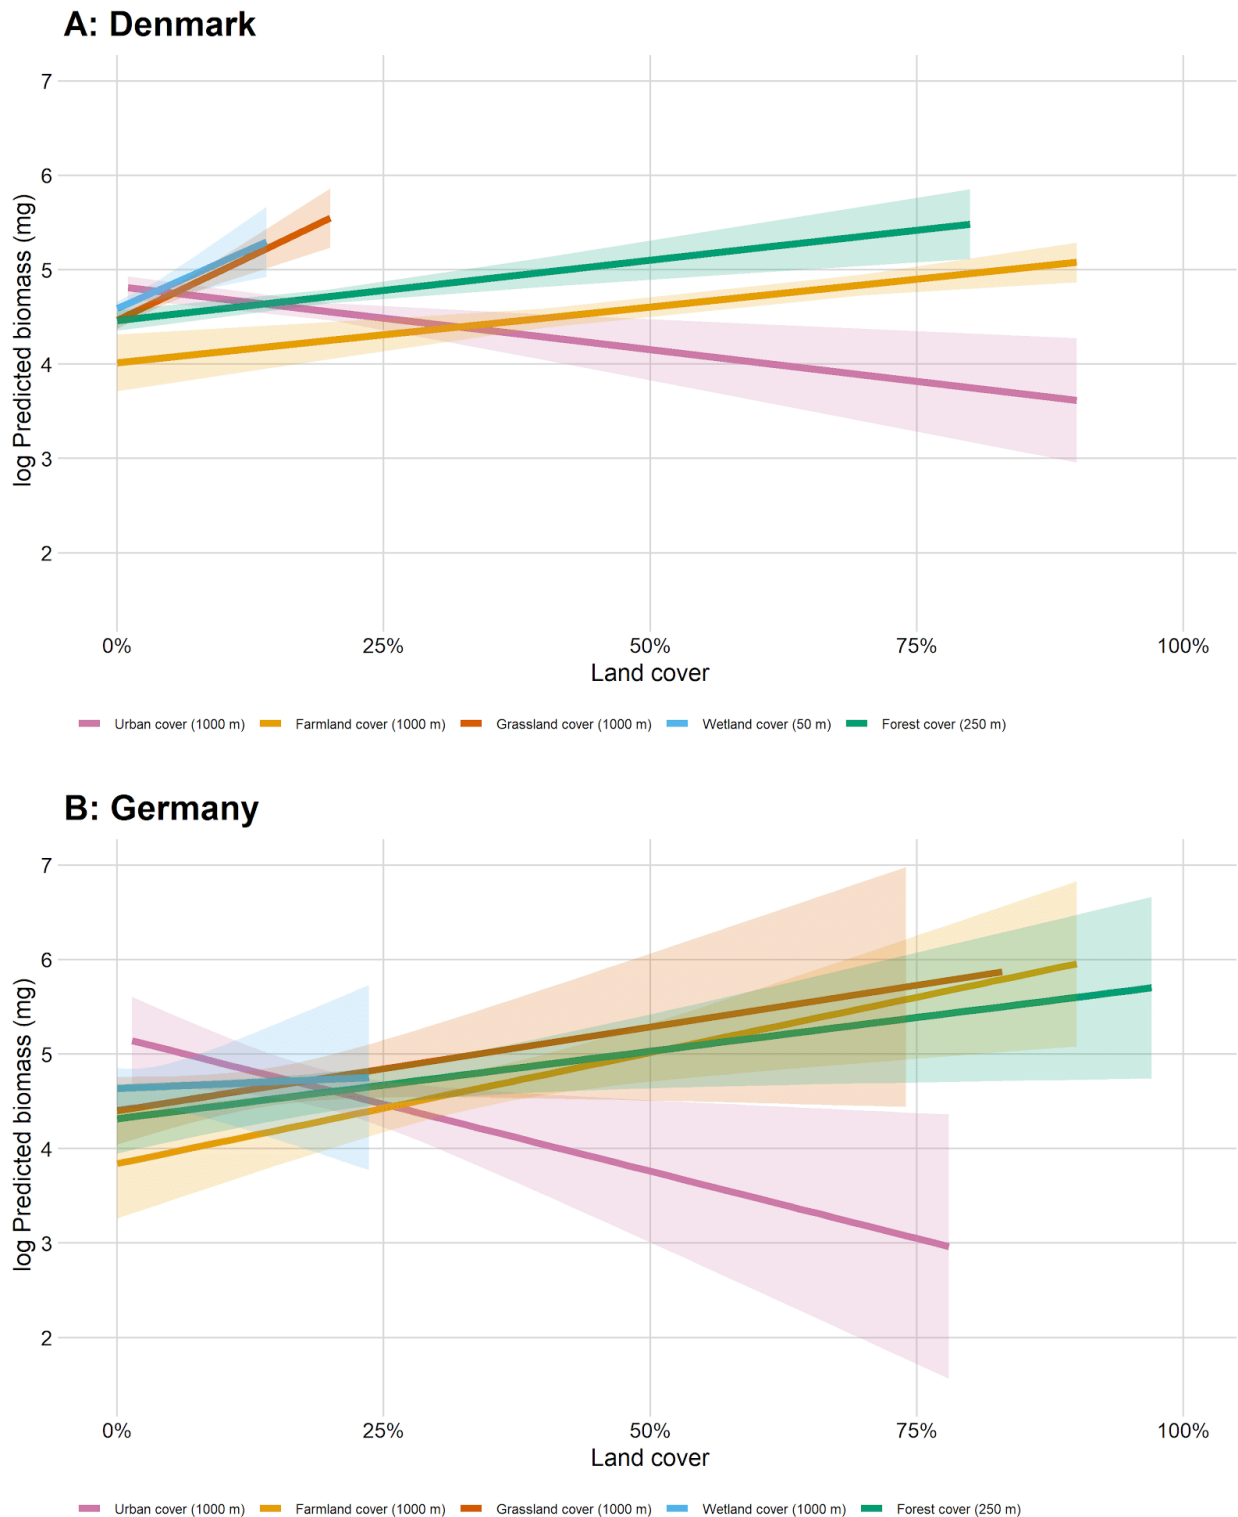 A: Denmark
7
6
5
4
3
2
log Predicted biomass (mg)
0% 25% 50% 75% 100%
Land cover
Urban cover (1000 m) Farmland cover (1000 m) Grassland cover (1000 m) Wetland cover (50 m) Forest cover (250 m)
B: Germany
7
6
5
4
3
2
log Predicted biomass (mg)
0% 25% 50% 75% 100%
Land cover
Urban cover (1000 m) Farmland cover (1000 m) Grassland cover (1000 m) Wetland cover (1000 m) Forest cover (250 m)